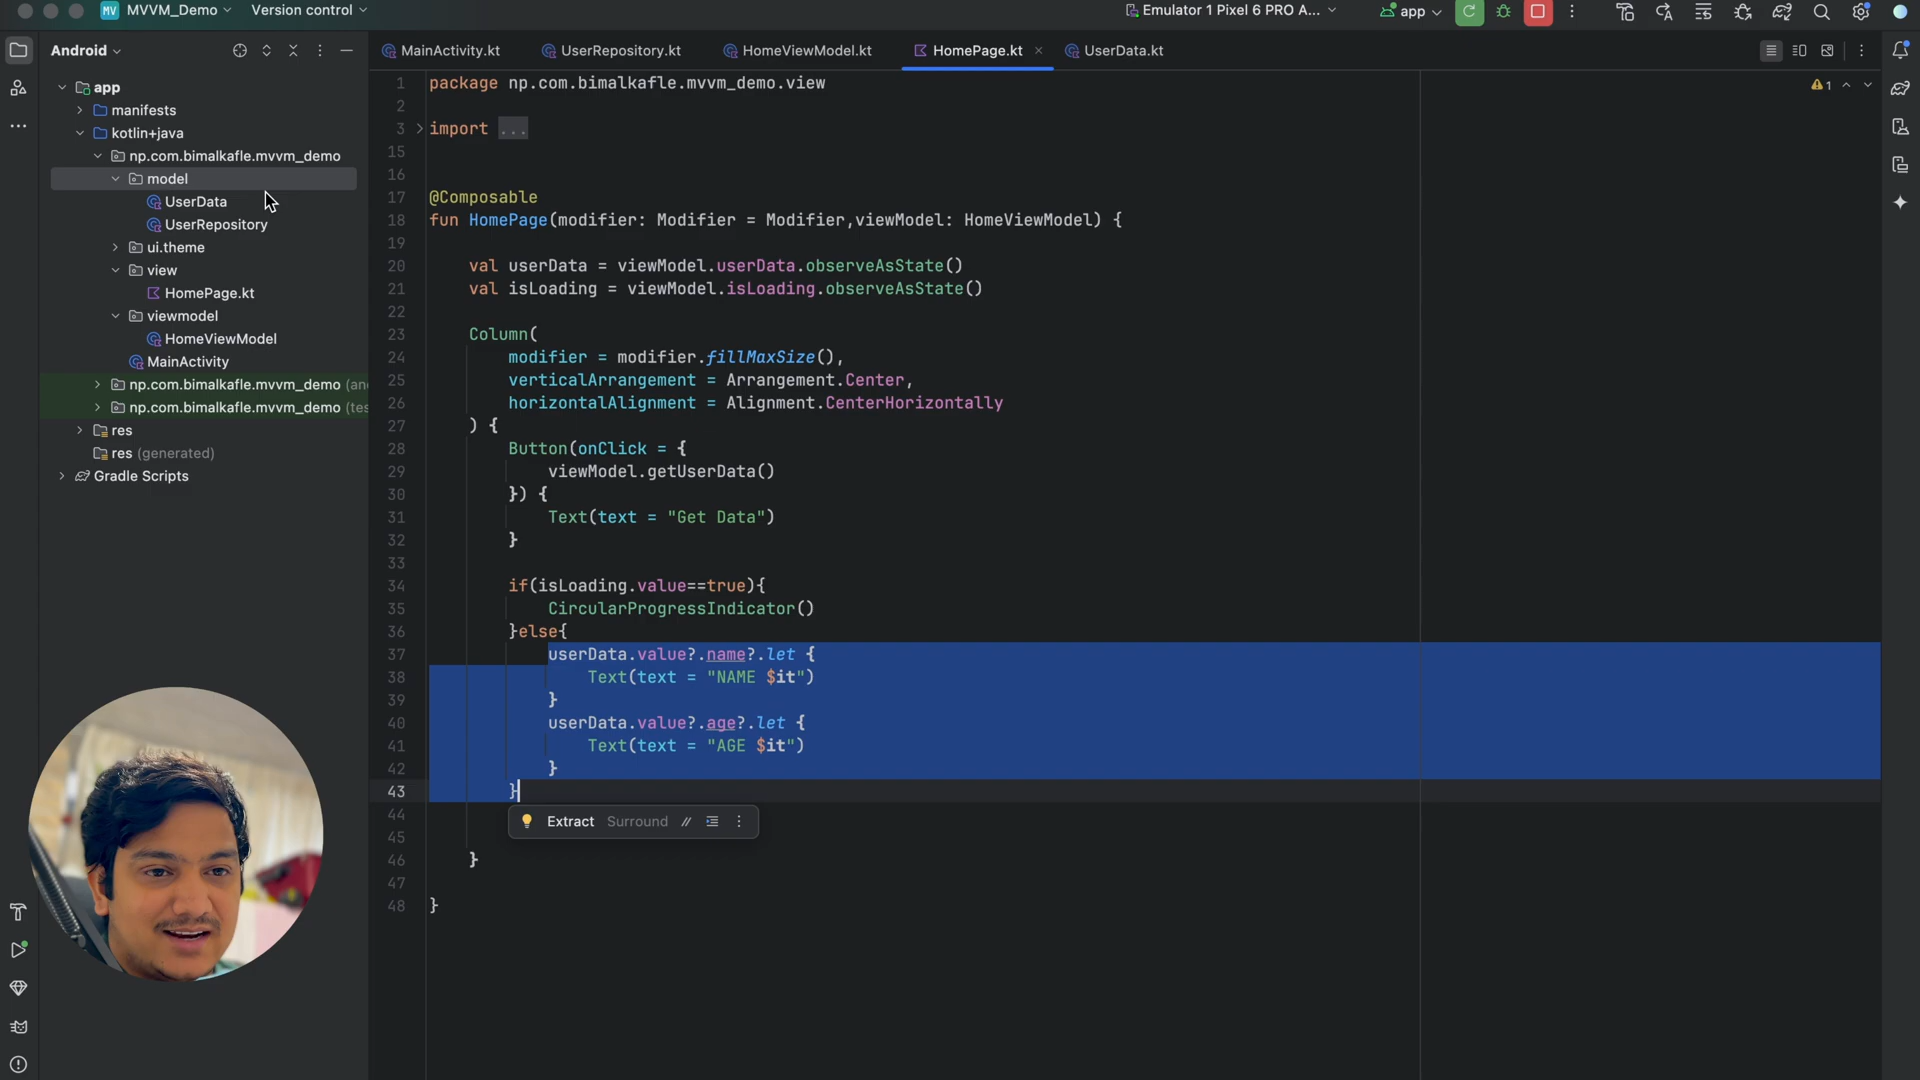 MV MVVM_Demo Version control Emulator 1 Pixel 6 PRO A... app
Android
app
manifests
kotlin+java
np.com.bimalkafle.mvvm_demo
model
UserData
UserRepository
ui.theme
view
HomePage.kt
viewmodel
HomeViewModel
MainActivity
np.com.bimalkafle.mvvm_demo (an
np.com.bimalkafle.mvvm_demo (tes
res
res (generated)
Gradle Scripts
MainActivity.kt UserRepository.kt HomeViewModel.kt HomePage.kt UserData.kt
1 package np.com.bimalkafle.mvvm_demo.view
1
2
3 import ...
15
16
17 @Composable
18 fun HomePage(modifier: Modifier = Modifier,viewModel: HomeViewModel) {
19
20 val userData = viewModel.userData.observeAsState()
21 val isLoading = viewModel.isLoading.observeAsState()
22
23 Column(
24 modifier = modifier.fillMaxSize(),
25 verticalArrangement = Arrangement.Center,
26 horizontalAlignment = Alignment.CenterHorizontally
27 ) {
28 Button(onClick = {
29 viewModel.getUserData()
30 }) {
31 Text(text = "Get Data")
32 }
33
34 if(isLoading.value==true){
35 CircularProgressIndicator()
36 }else{
37 userData.value?.name?.let {
38 Text(text = "NAME $it")
39 }
40 userData.value?.age?.let {
41 Text(text = "AGE $it")
42 }
43 }
Extract Surround //
44
45
46 }
47
48 }